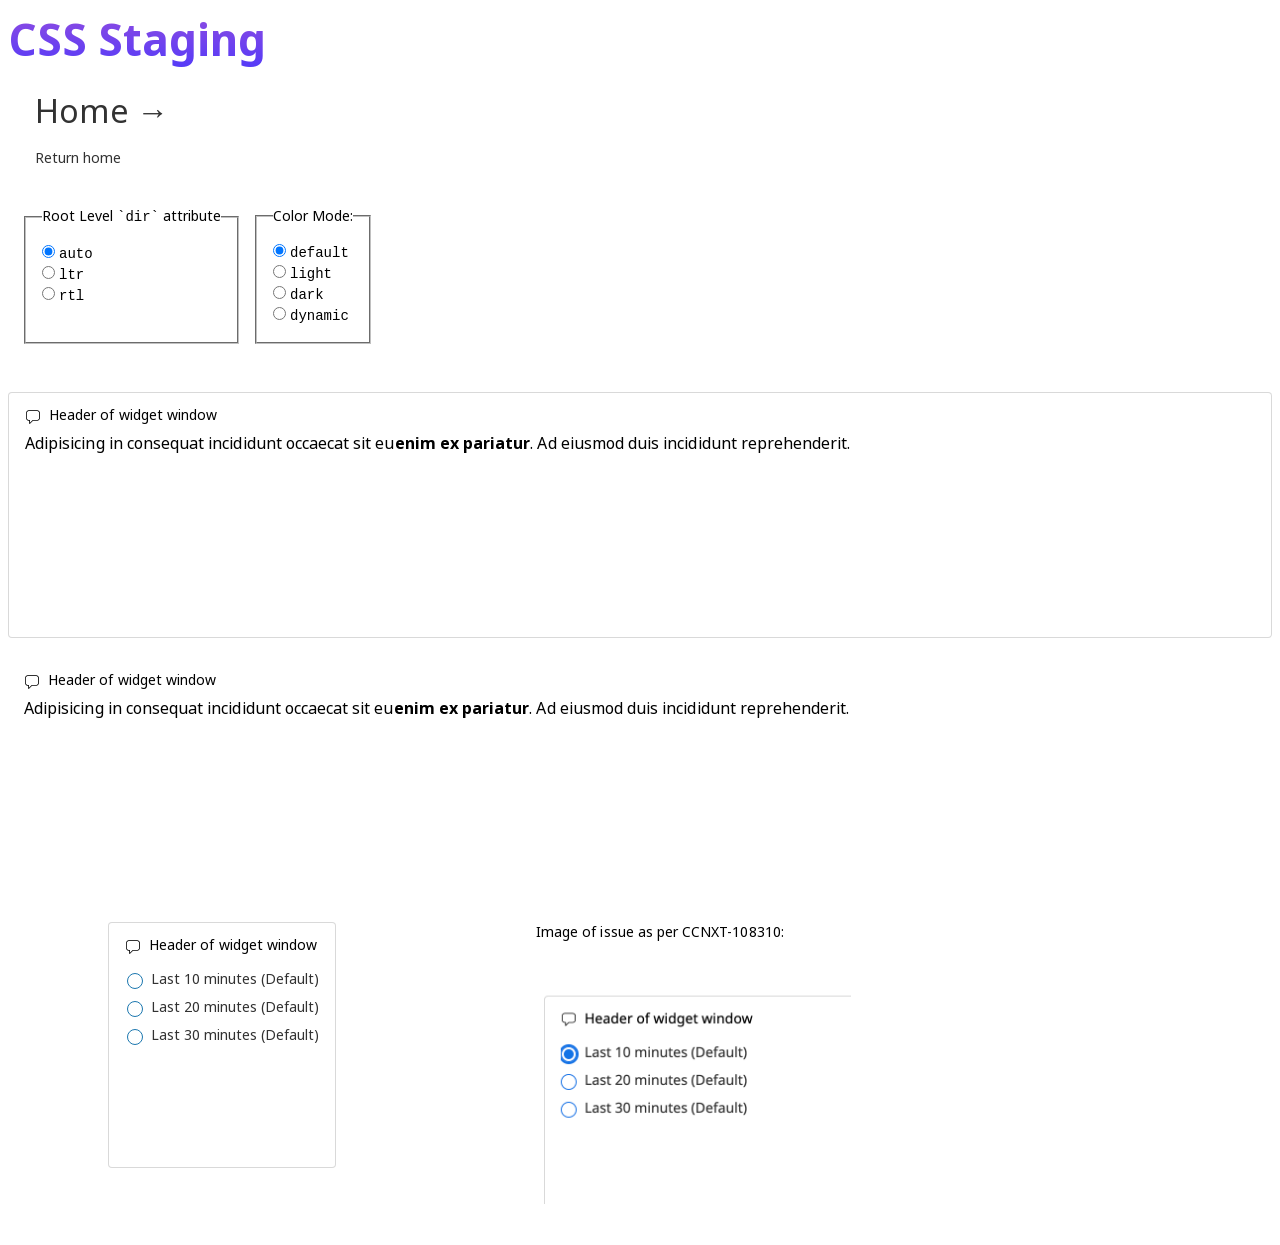 CSS Staging
Home →
Return home
Root Level `dir` attribute
auto
ltr
rtl
Color Mode:
default
light
dark
dynamic
Header of widget window
Adipisicing in consequat incididunt occaecat sit euenim ex pariatur. Ad eiusmod duis incididunt reprehenderit.
Header of widget window
Adipisicing in consequat incididunt occaecat sit euenim ex pariatur. Ad eiusmod duis incididunt reprehenderit.
Header of widget window
Last 10 minutes (Default)
Last 20 minutes (Default)
Last 30 minutes (Default)
Image of issue as per CCNXT-108310:
Header of widget window
Last 10 minutes (Default)
Last 20 minutes (Default)
Last 30 minutes (Default)